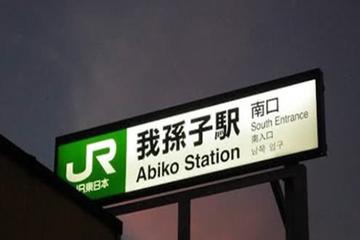 JR
JR東日本
我孫子駅
Abiko Station
南口
South Entrance
南入口
남쪽 입구